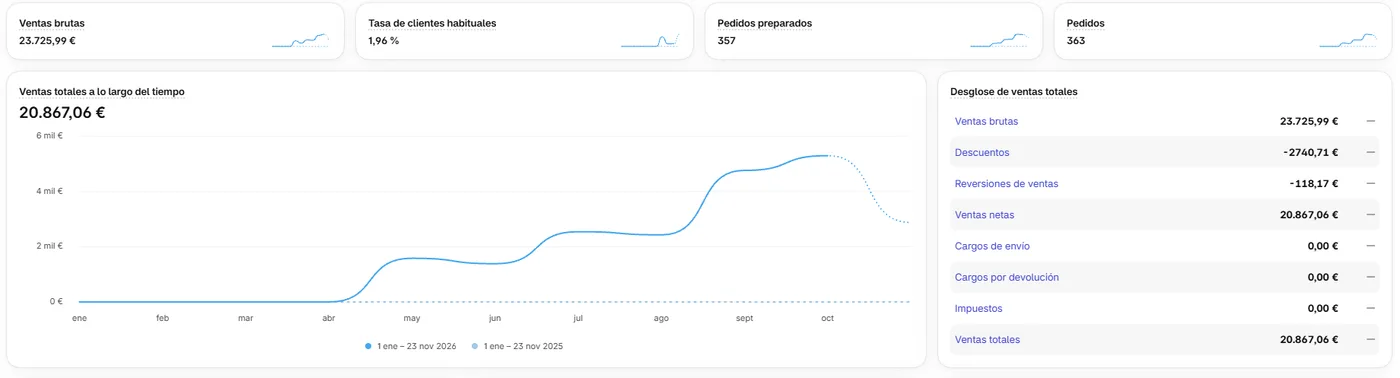 Ventas brutas
23.725,99 €
Tasa de clientes habituales
1,96 %
Pedidos preparados
357
Pedidos
363
Ventas totales a lo largo del tiempo
20.867,06 €
6 mil €
4 mil €
2 mil €
0 €
ene feb mar abr may jun jul ago sept oct
1 ene – 23 nov 2026 1 ene – 23 nov 2025
Desglose de ventas totales
Ventas brutas 23.725,99 € —
Descuentos -2740,71 € —
Reversiones de ventas -118,17 € —
Ventas netas 20.867,06 € —
Cargos de envío 0,00 € —
Cargos por devolución 0,00 € —
Impuestos 0,00 € —
Ventas totales 20.867,06 € —